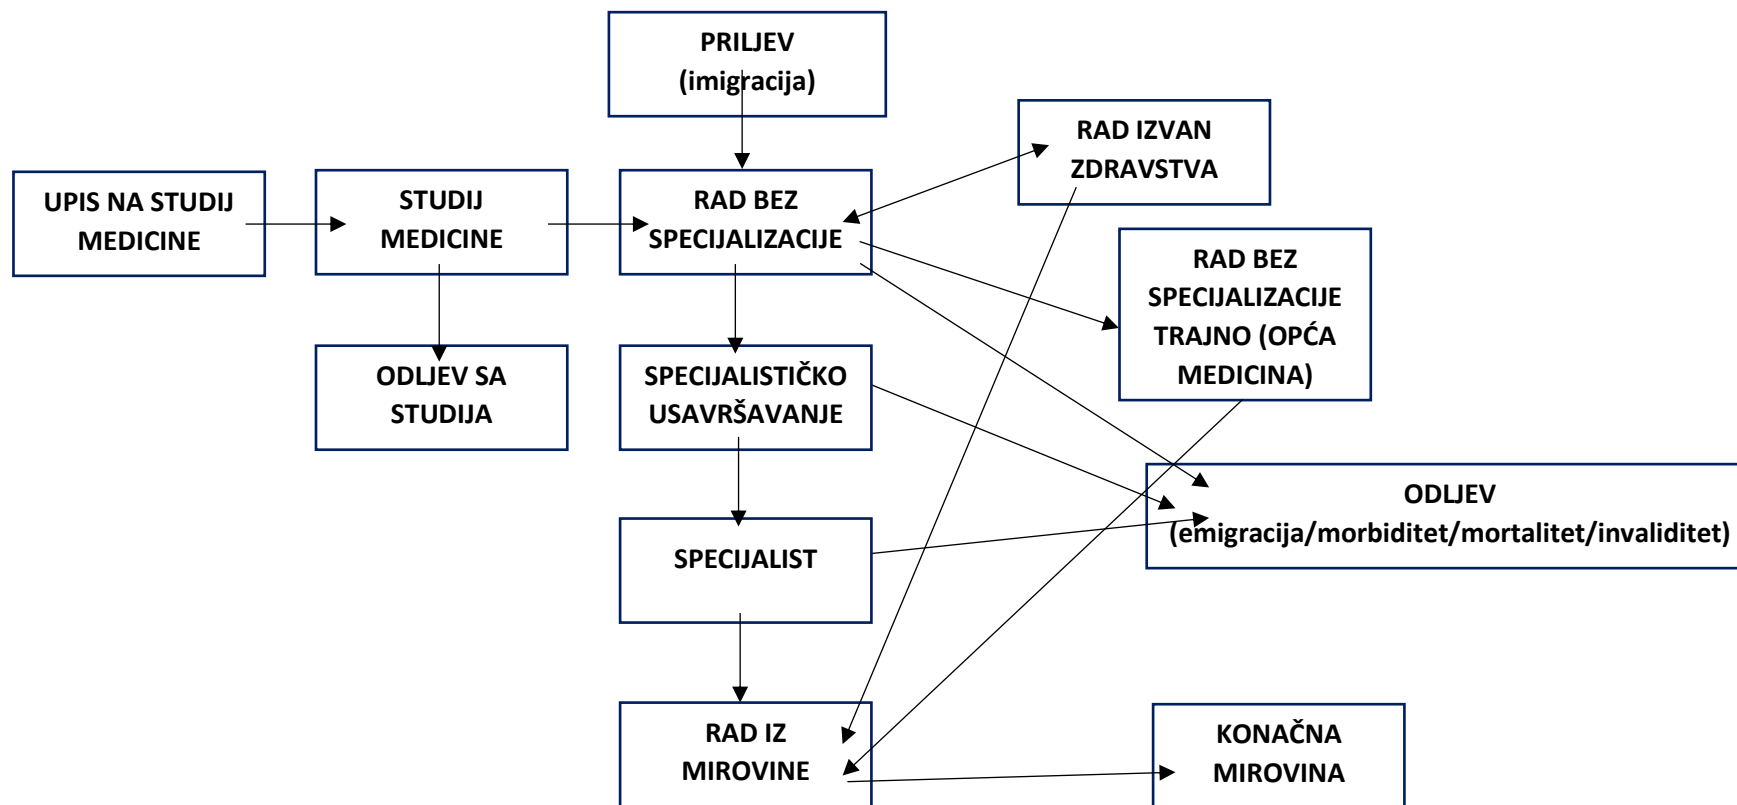 PRILJEV
(imigracija)
RAD IZVAN
ZDRAVSTVA
UPIS NA STUDIJ
MEDICINE
STUDIJ
MEDICINE
RAD BEZ
SPECIJALIZACIJE
RAD BEZ
SPECIJALIZACIJE
TRAJNO (OPĆA
MEDICINA)
ODLJEV SA
STUDIJA
SPECIJALISTIČKO
USAVRŠAVANJE
ODLJEV
(emigracija/morbiditet/mortalitet/invaliditet)
SPECIJALIST
RAD IZ
MIROVINE
KONAČNA
MIROVINA